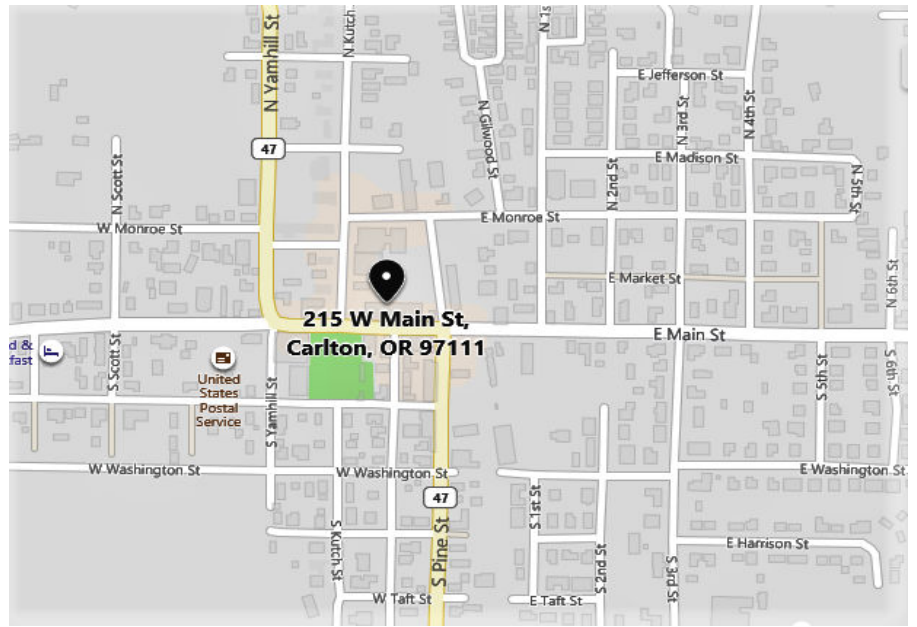 N Yamhill St
N Kutch
N 1s
E Jefferson St
N 3rd St
N 4th St
47
N Gilwood St
E Madison St
N Scott St
N 2nd St
N 5th St
W Monroe St
E Monroe St
E Market St
N 6th St
215 W Main St,
Carlton, OR 97111
E Main St
d &
fast
S Scott St
United
States
Postal
Service
S Yamhill St
S 5th St
S 6th St
W Washington St
W Washington St
E Washington St
47
S Kutch St
S Pine St
S 1st St
S 2nd St
S 3rd St
E Harrison St
W Taft St
E Taft St